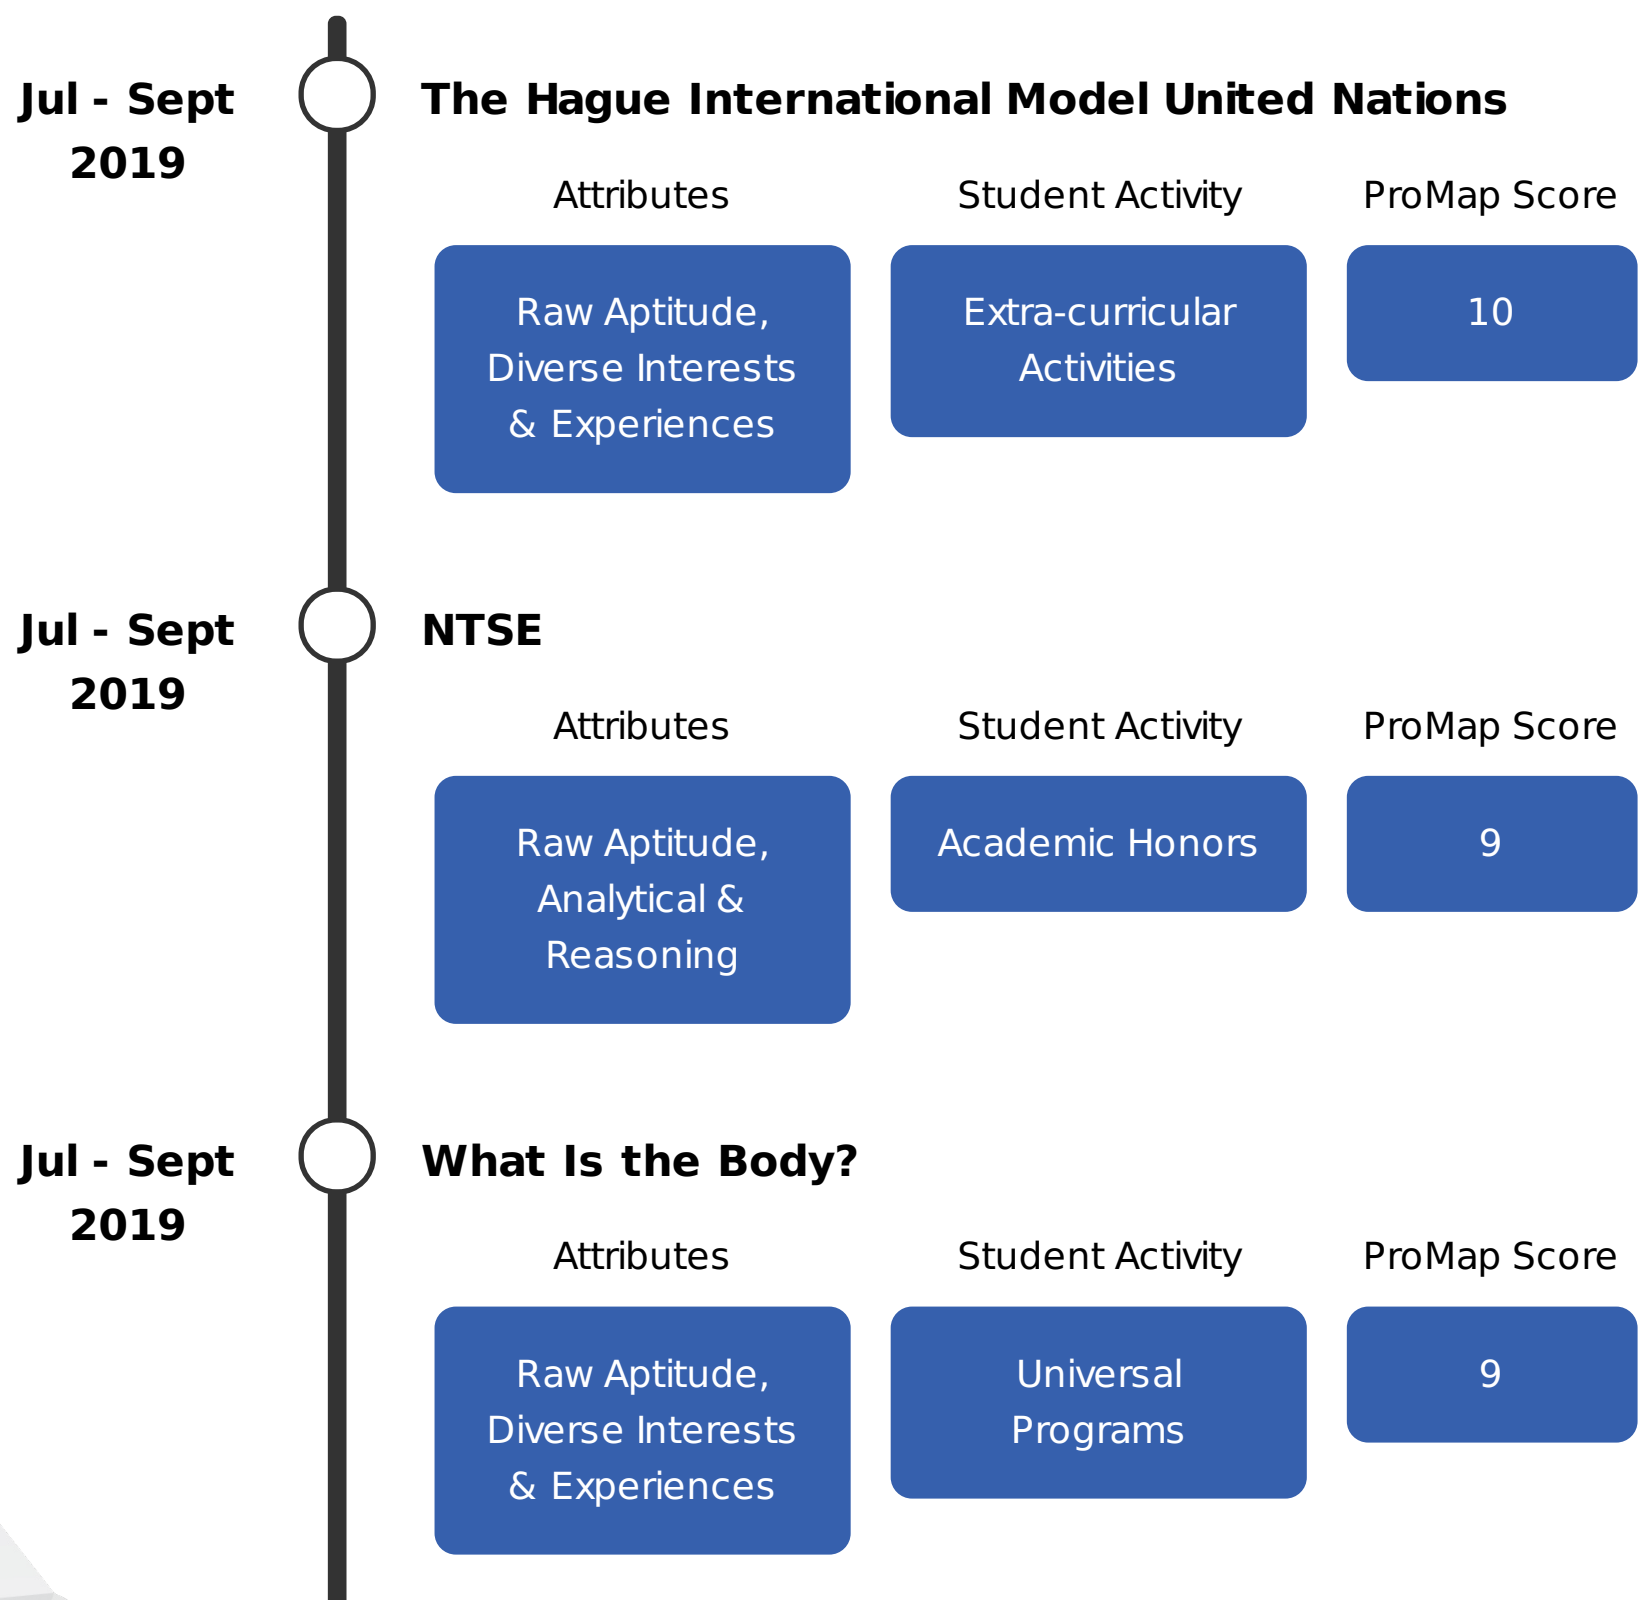 Jul - Sept
2019
The Hague International Model United Nations
Attributes
Student Activity
ProMap Score
Raw Aptitude,
Diverse Interests
& Experiences
Extra-curricular
Activities
10
Jul - Sept
2019
NTSE
Attributes
Student Activity
ProMap Score
Raw Aptitude,
Analytical &
Reasoning
Academic Honors
9
Jul - Sept
2019
What Is the Body?
Attributes
Student Activity
ProMap Score
Raw Aptitude,
Diverse Interests
& Experiences
Universal
Programs
9